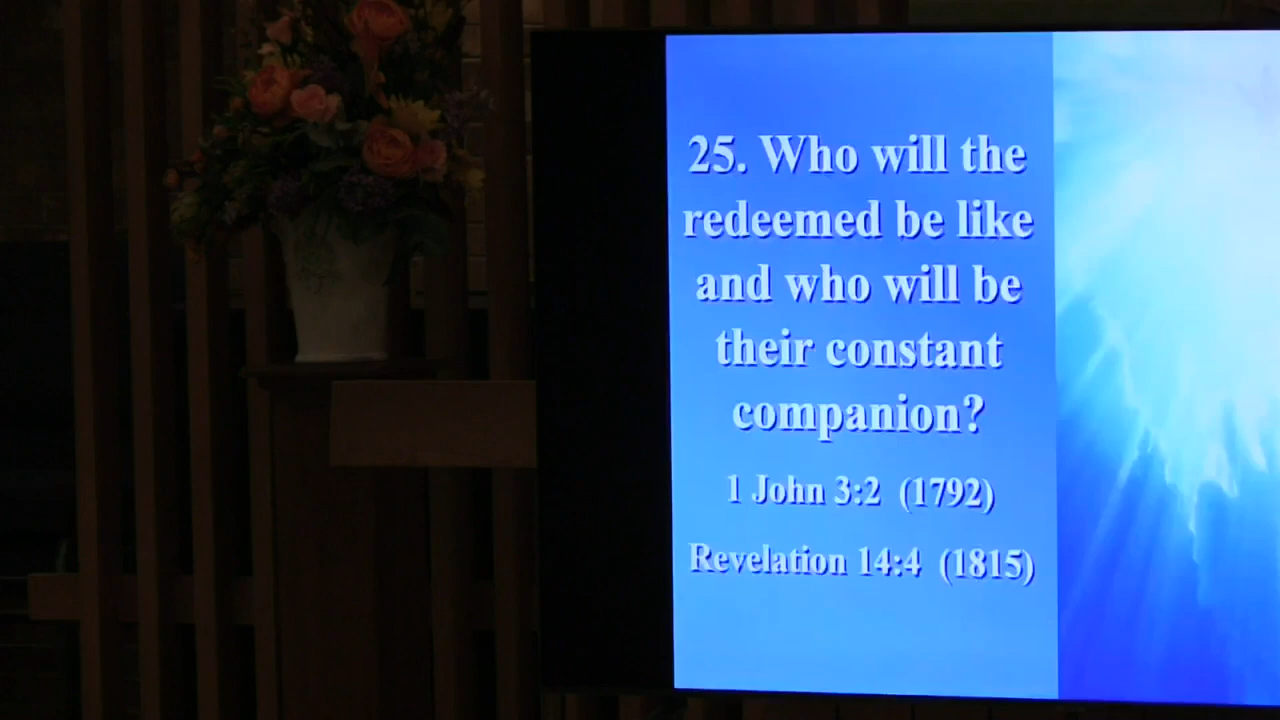 25. Who will the
redeemed be like
and who will be
their constant
companion?
1 John 3:2 (1792)
Revelation 14:4 (1815)